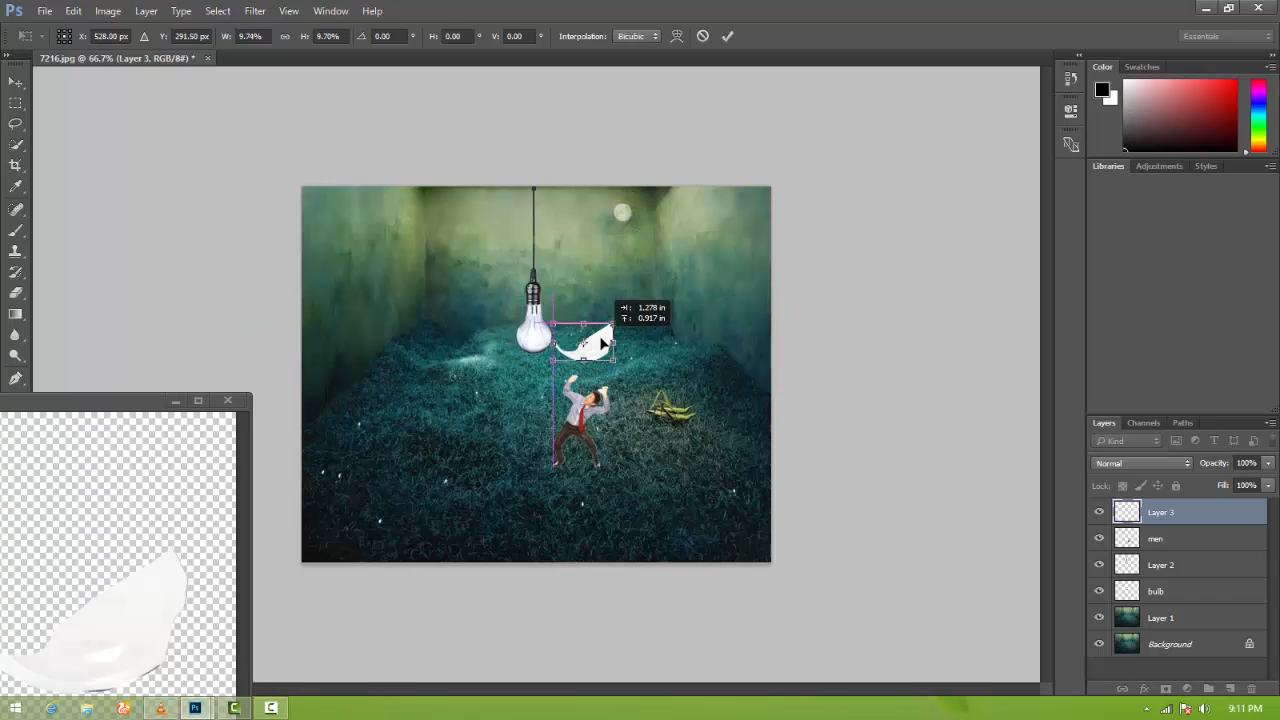 Ps File Edit Image Layer Type Select Filter View Window Help
X: 528.00 px Y: 291.50 px W: 9.74% H: 9.70% 0.00 ° H: 0.00 ° V: 0.00 ° Interpolation: Bicubic Essentials
7216.jpg @ 66.7% (Layer 3, RGB/8#) * ×
Color Swatches
Libraries Adjustments Styles
1.278 in
0.917 in
Layers Channels Paths
Kind
Normal Opacity: 100%
Lock: Fill: 100%
Layer 3
men
Layer 2
bulb
Layer 1
Background
Ps 9:11 PM